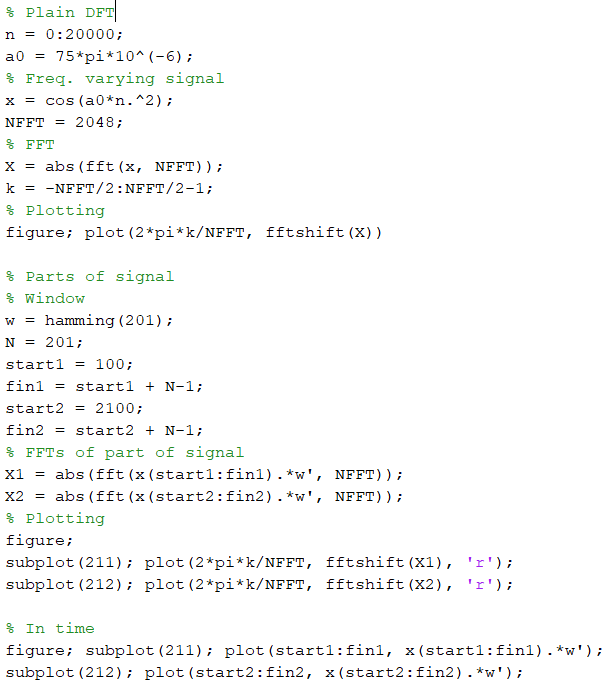 % Plain DFT
n = 0:20000;
a0 = 75*pi*10^(-6);
% Freq. varying signal
x = cos(a0*n.^2);
NFFT = 2048;
% FFT
X = abs(fft(x, NFFT));
k = -NFFT/2:NFFT/2-1;
% Plotting
figure; plot(2*pi*k/NFFT, fftshift(X))
% Parts of signal
% Window
w = hamming(201);
N = 201;
start1 = 100;
fin1 = start1 + N-1;
start2 = 2100;
fin2 = start2 + N-1;
% FFTs of part of signal
X1 = abs(fft(x(start1:fin1).*w', NFFT));
X2 = abs(fft(x(start2:fin2).*w', NFFT));
% Plotting
figure;
subplot(211); plot(2*pi*k/NFFT, fftshift(X1), 'r');
subplot(212); plot(2*pi*k/NFFT, fftshift(X2), 'r');
% In time
figure; subplot(211); plot(start1:fin1, x(start1:fin1).*w');
subplot(212); plot(start2:fin2, x(start2:fin2).*w');